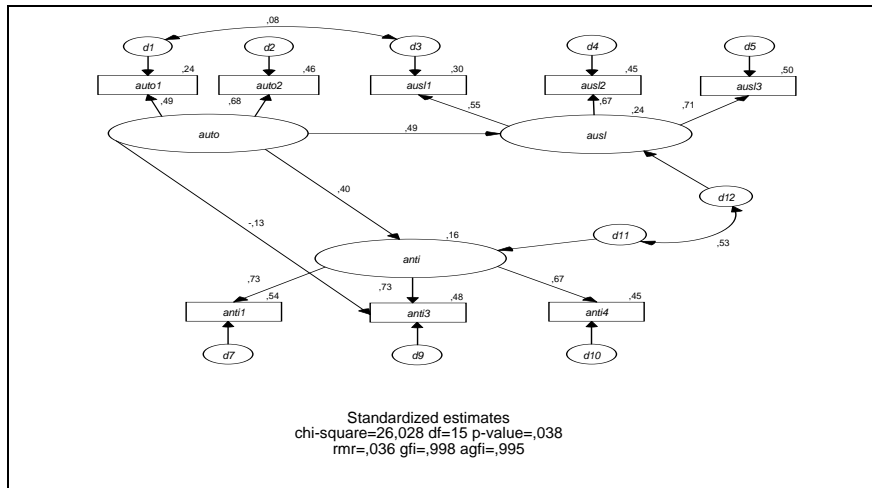 ,08
d1 d2 d3 d4 d5
,24 ,46 ,30 ,45 ,50
auto1 auto2 ausl1 ausl2 ausl3
,49 ,68 ,55 ,67 ,24 ,71
auto ,49 ausl
,40
d12
-,13 ,16 d11
,53
anti
,73 ,73 ,67
,54 ,48 ,45
anti1 anti3 anti4
d7 d9 d10
Standardized estimates
chi-square=26,028 df=15 p-value=,038
rmr=,036 gfi=,998 agfi=,995